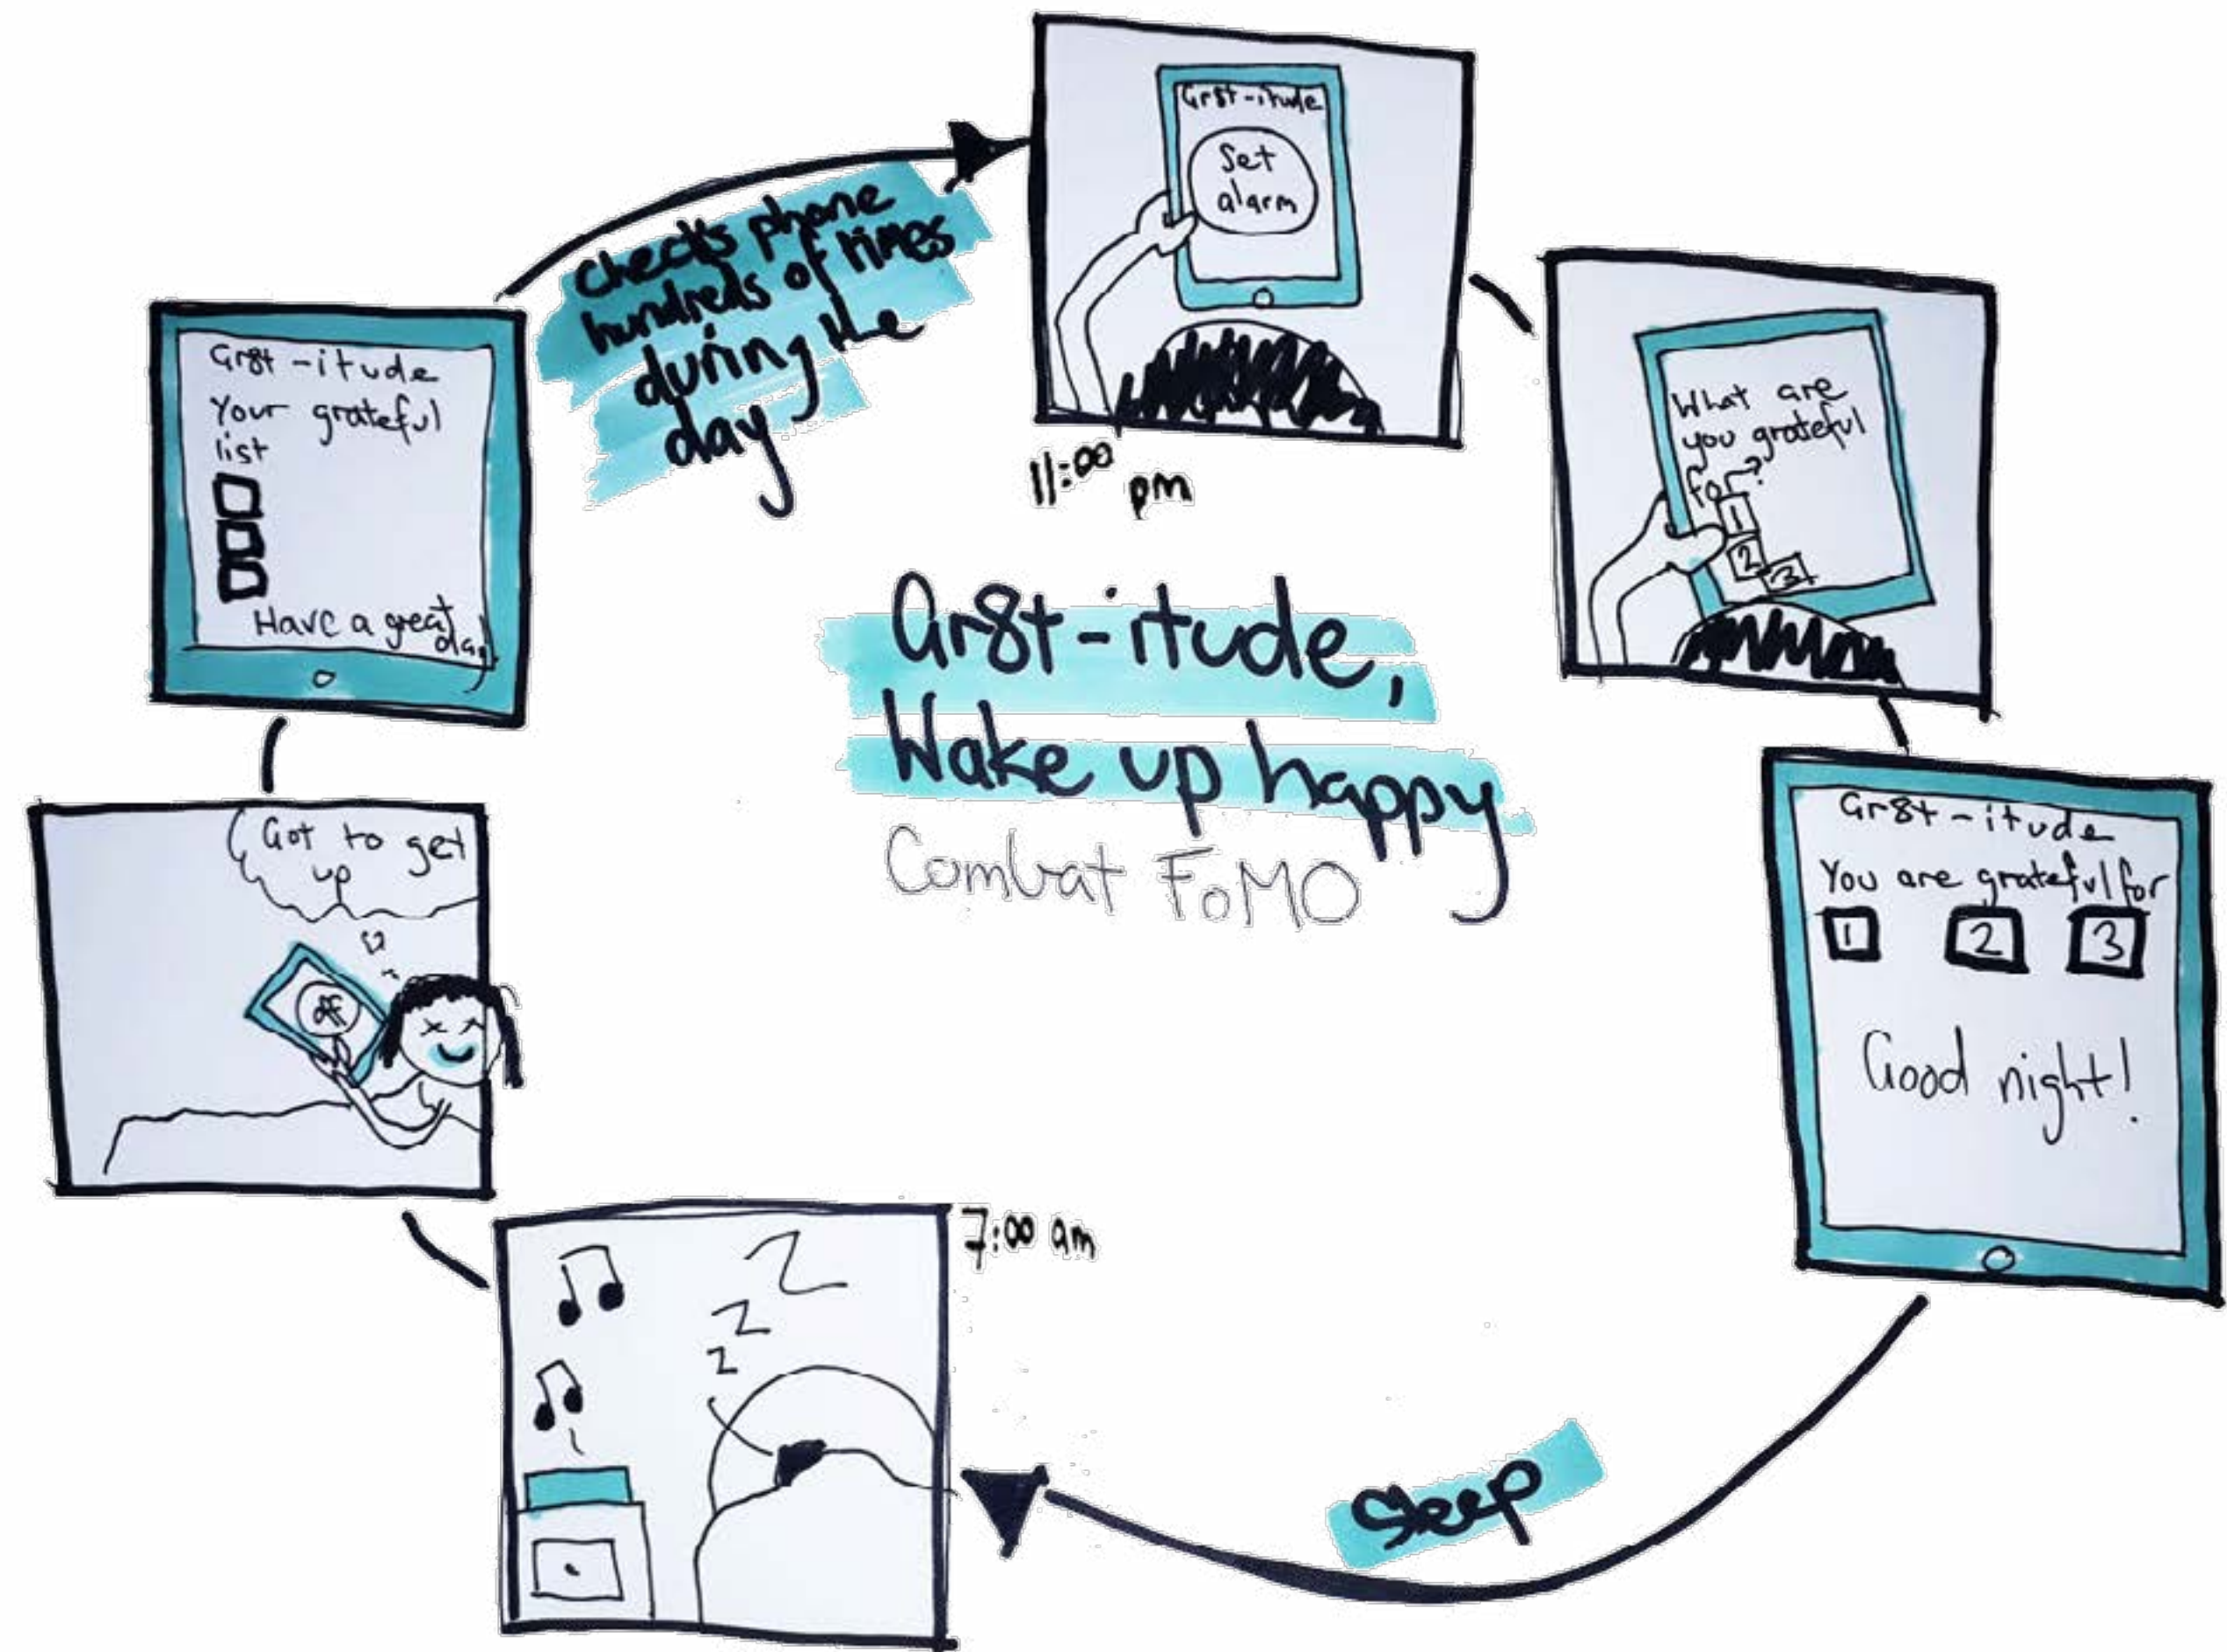 Gr8t-itude,
Wake up happy
Combat FoMO
Gr8t-itude
Set
alarm
11:00 pm
What are
you grateful
for?
1
2
3
Gr8t-itude
You are grateful for
1 2 3
Good night!
Sleep
7:00 am
Z
Z
Z
Got to get
up
off
Gr8t-itude
Your grateful
list
Have a great
day
checks phone
hundreds of times
during the
day